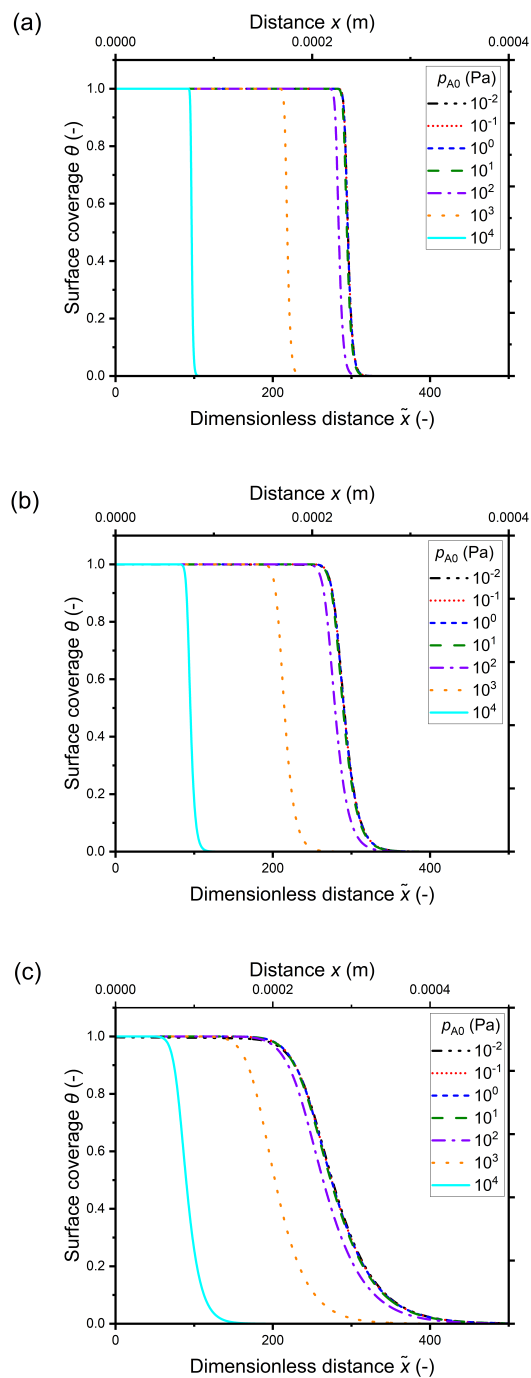 (a)
Distance x (m)
0.0000 0.0002 0.0004
Surface coverage θ (-)
1.0
0.8
0.6
0.4
0.2
0.0
p_A0 (Pa)
10⁻²
10⁻¹
10⁰
10¹
10²
10³
10⁴
0 200 400
Dimensionless distance x̃ (-)
(b)
Distance x (m)
0.0000 0.0002 0.0004
Surface coverage θ (-)
1.0
0.8
0.6
0.4
0.2
0.0
p_A0 (Pa)
10⁻²
10⁻¹
10⁰
10¹
10²
10³
10⁴
0 200 400
Dimensionless distance x̃ (-)
(c)
Distance x (m)
0.0000 0.0002 0.0004
Surface coverage θ (-)
1.0
0.8
0.6
0.4
0.2
0.0
p_A0 (Pa)
10⁻²
10⁻¹
10⁰
10¹
10²
10³
10⁴
0 200 400
Dimensionless distance x̃ (-)